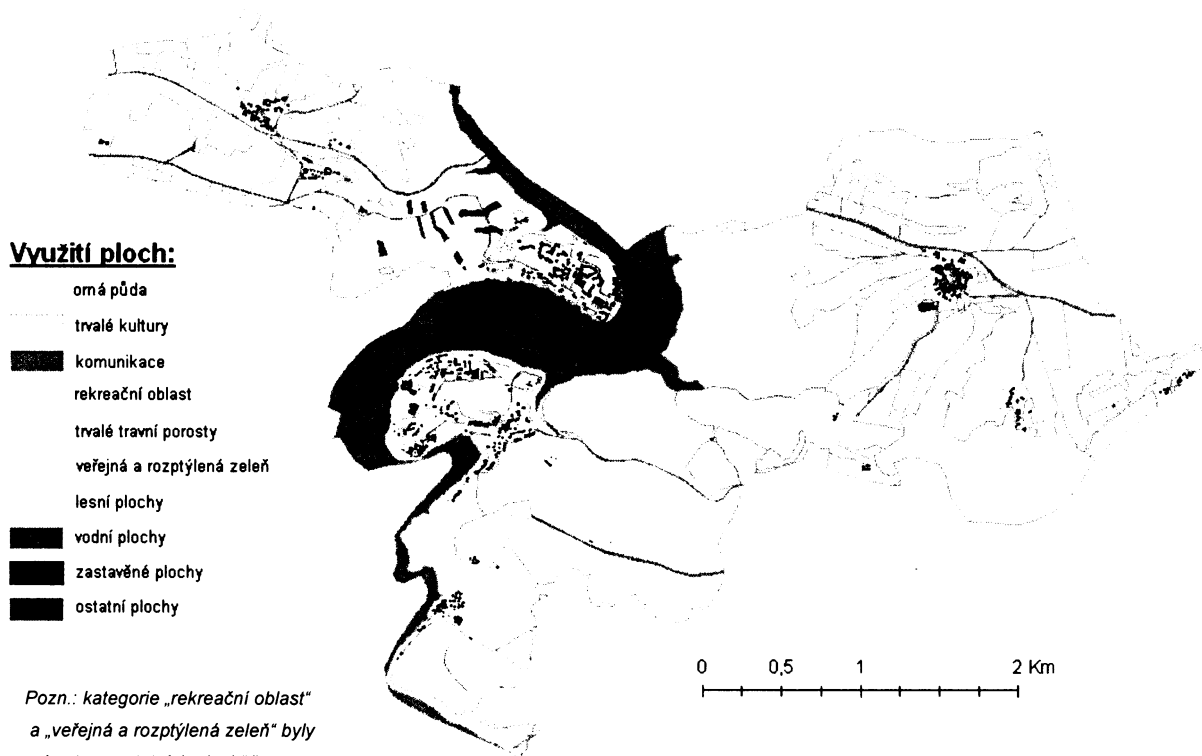 Využití ploch:
orná půda
trvalé kultury
komunikace
rekreační oblast
trvalé travní porosty
veřejná a rozptýlená zeleň
lesní plochy
vodní plochy
zastavěné plochy
ostatní plochy
0 0,5 1 2 Km
Pozn.: kategorie „rekreační oblast“
a „veřejná a rozptýlená zeleň“ byly